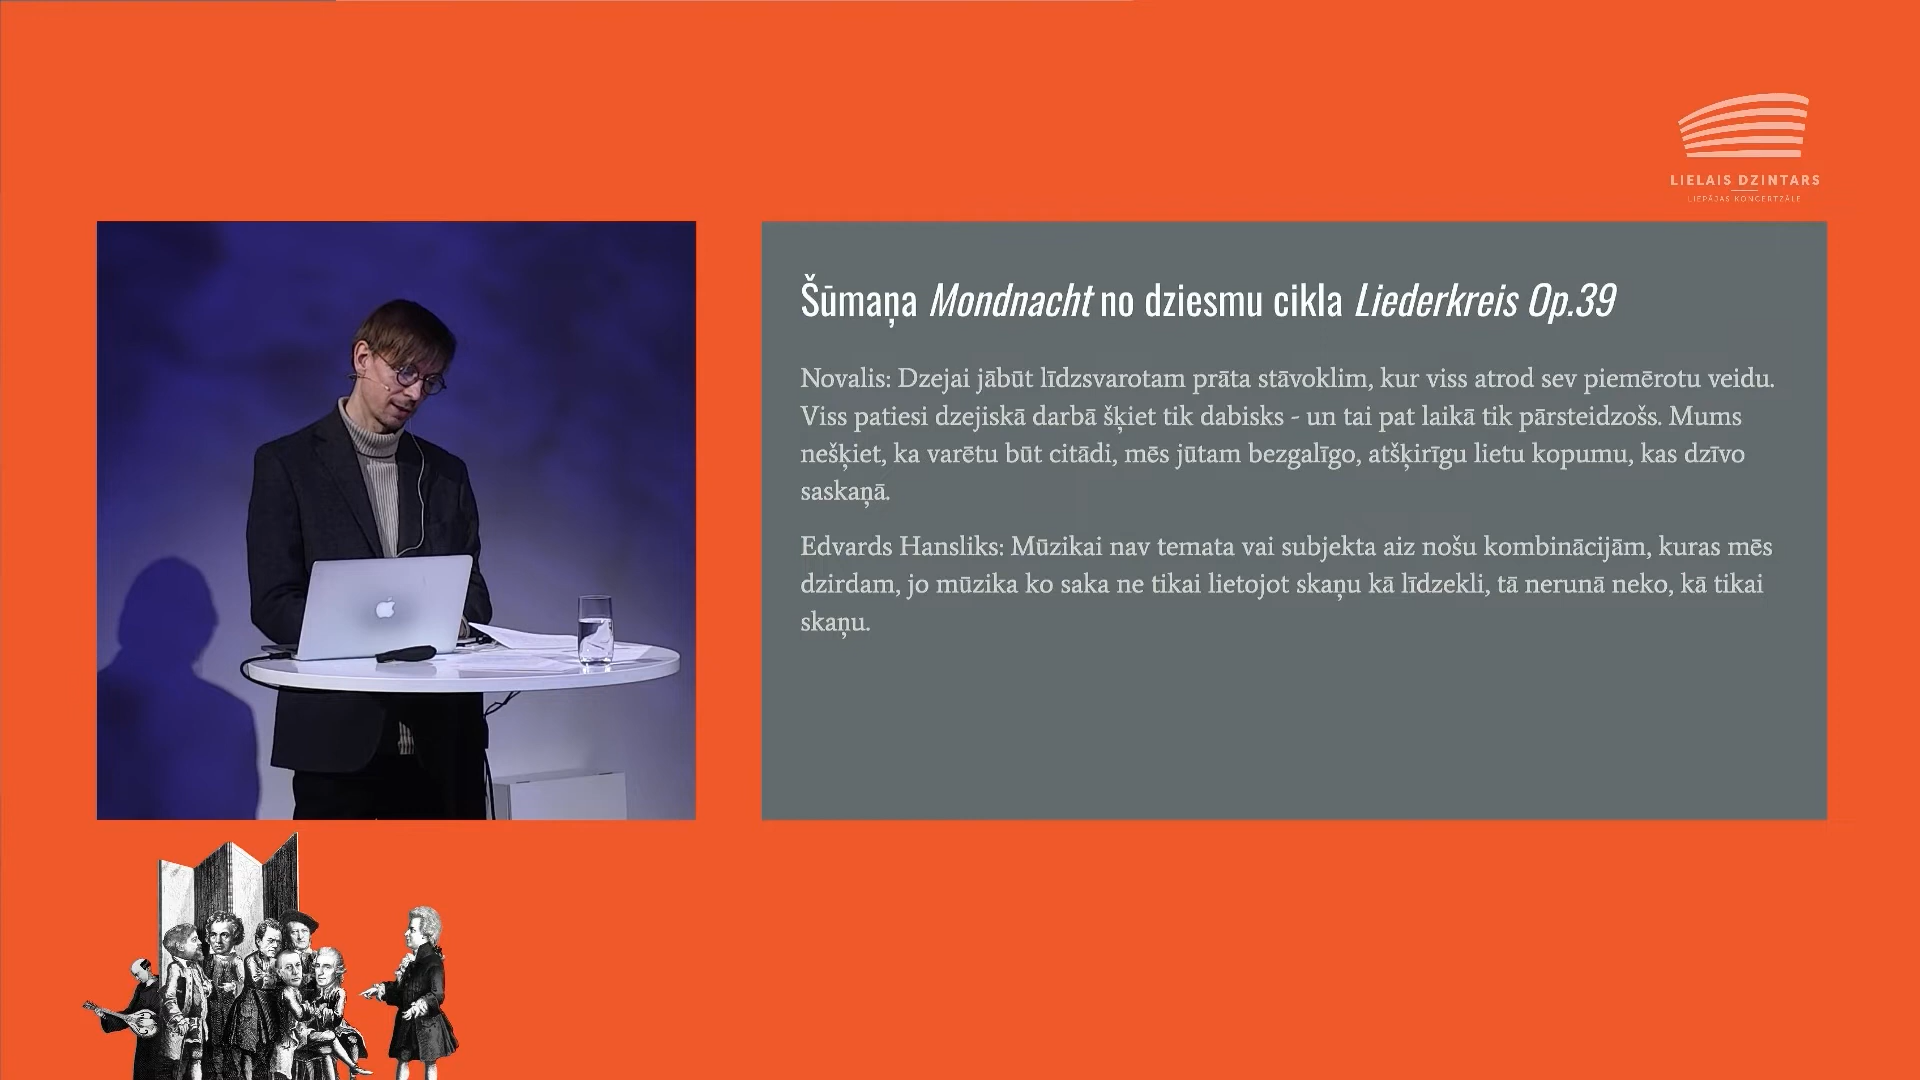 LIELAIS DZINTARS
LIEPĀJAS KONCERTZĀLE
Šūmaņa Mondnacht no dziesmu cikla Liederkreis Op.39
Novalis: Dzejai jābūt līdzsvarotam prāta stāvoklim, kur viss atrod sev piemērotu veidu.
Viss patiesi dzejiskā darbā šķiet tik dabisks - un tai pat laikā tik pārsteidzošs. Mums
nešķiet, ka varētu būt citādi, mēs jūtam bezgalīgo, atšķirīgu lietu kopumu, kas dzīvo
saskaņā.
Edvards Hansliks: Mūzikai nav temata vai subjekta aiz nošu kombinācijām, kuras mēs
dzirdam, jo mūzika ko saka ne tikai lietojot skaņu kā līdzekli, tā nerunā neko, kā tikai
skaņu.